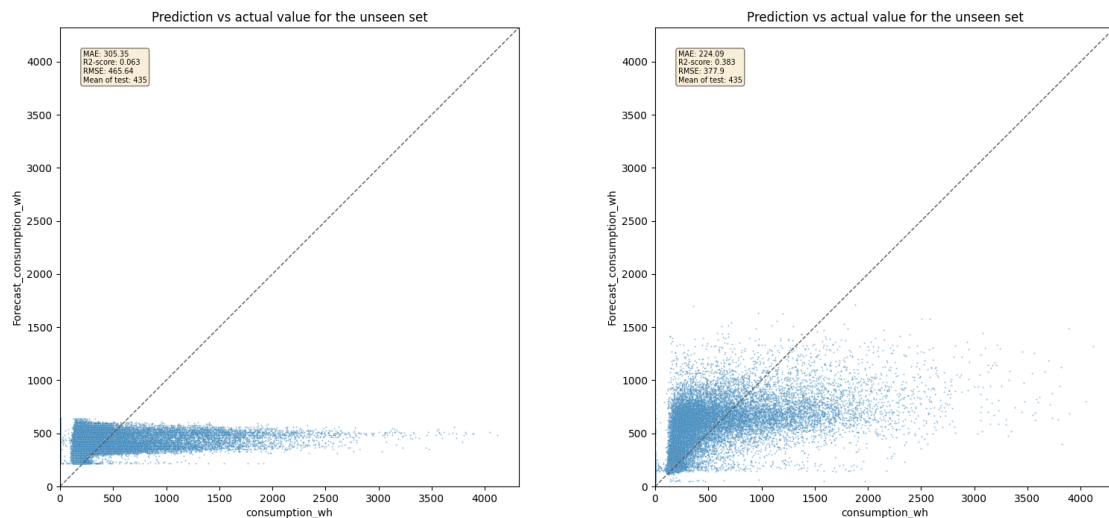 Prediction vs actual value for the unseen set
MAE: 305.35
R2-score: 0.063
RMSE: 465.64
Mean of test: 435
4000
3500
3000
2500
2000
1500
1000
500
0
Forecast_consumption_wh
0 500 1000 1500 2000 2500 3000 3500 4000
consumption_wh
Prediction vs actual value for the unseen set
MAE: 224.09
R2-score: 0.383
RMSE: 377.9
Mean of test: 435
4000
3500
3000
2500
2000
1500
1000
500
0
Forecast_consumption_wh
0 500 1000 1500 2000 2500 3000 3500 4000
consumption_wh